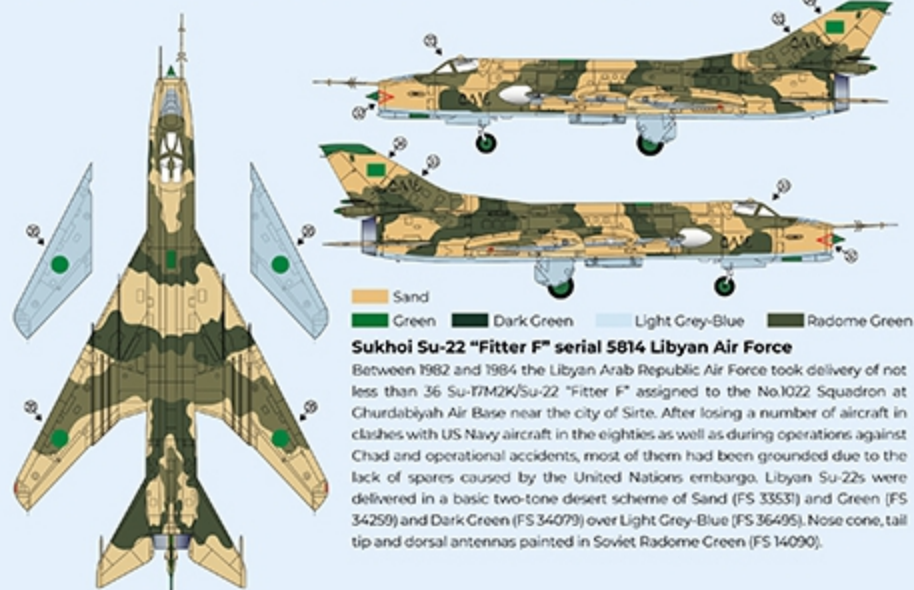 Sand
Green Dark Green Light Grey-Blue Radome Green
Sukhoi Su-22 “Fitter F” serial 5814 Libyan Air Force
Between 1982 and 1984 the Libyan Arab Republic Air Force took delivery of not
less than 36 Su-17M2K/Su-22 “Fitter F” assigned to the No.1022 Squadron at
Ghurdabiyah Air Base near the city of Sirte. After losing a number of aircraft in
clashes with US Navy aircraft in the eighties as well as during operations against
Chad and operational accidents, most of them had been grounded due to the
lack of spares caused by the United Nations embargo. Libyan Su-22s were
delivered in a basic two-tone desert scheme of Sand (FS 33531) and Green (FS
34259) and Dark Green (FS 34079) over Light Grey-Blue (FS 36495). Nose cone, tail
tip and dorsal antennas painted in Soviet Radome Green (FS 14090).